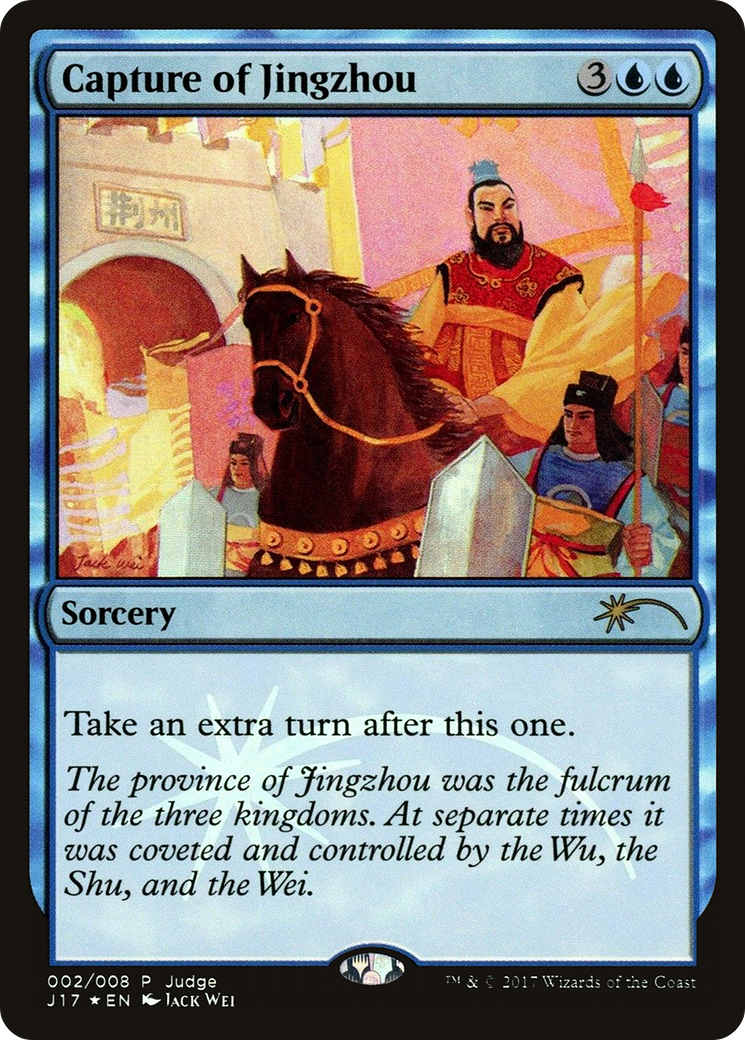 Capture of Jingzhou 3
荆州
Jack Wei
Sorcery
Take an extra turn after this one.
The province of Jingzhou was the fulcrum
of the three kingdoms. At separate times it
was coveted and controlled by the Wu, the
Shu, and the Wei.
002/008 P Judge
™ & © 2017 Wizards of the Coast
J17 ★ EN Jack Wei